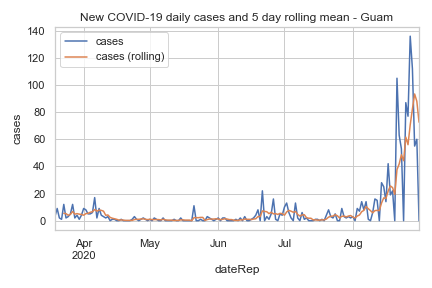 New COVID-19 daily cases and 5 day rolling mean - Guam
cases
cases (rolling)
140
120
100
80
60
40
20
0
cases
Apr
2020
May
Jun
Jul
Aug
dateRep